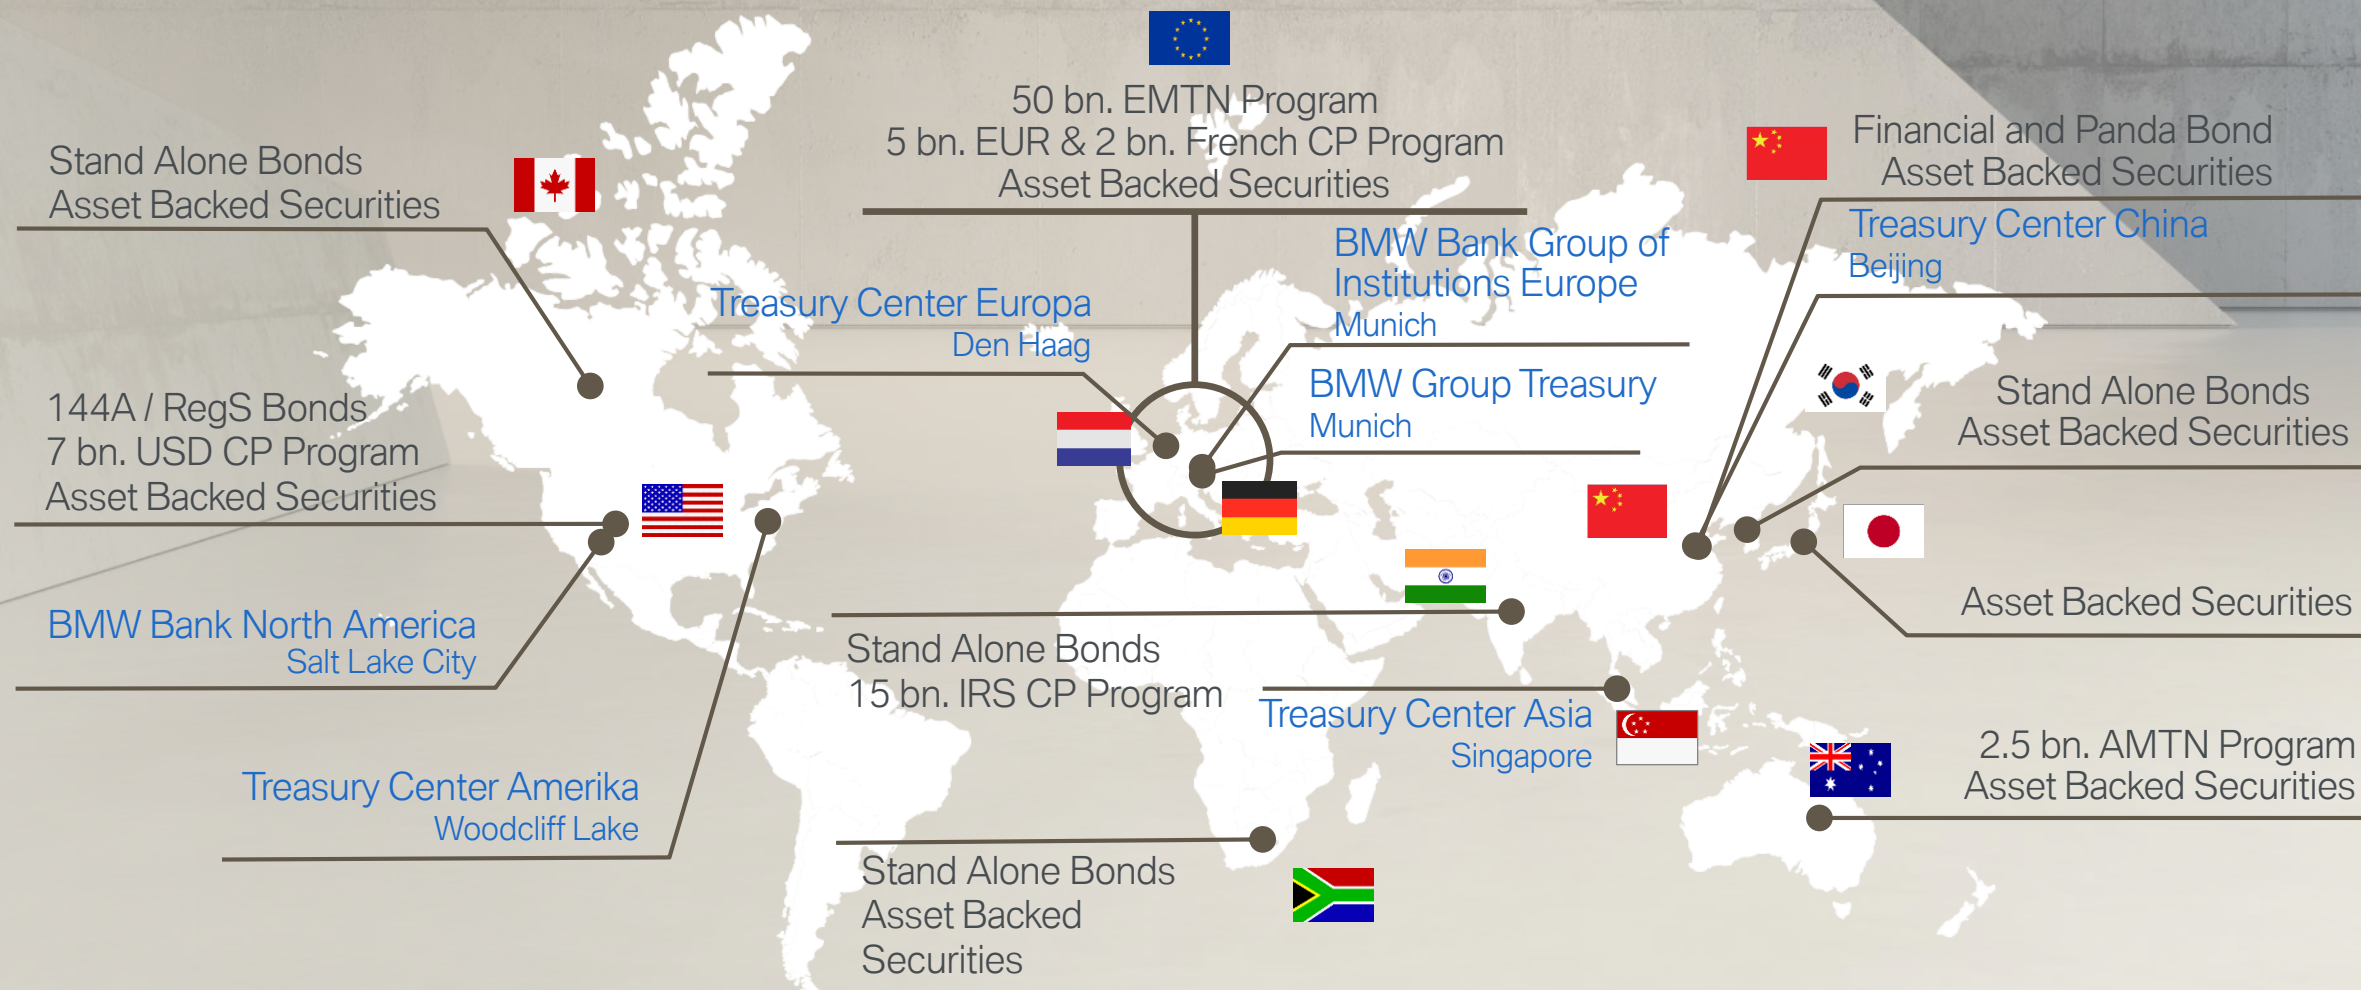 50 bn. EMTN Program
5 bn. EUR & 2 bn. French CP Program
Asset Backed Securities
Stand Alone Bonds
Asset Backed Securities
Financial and Panda Bond
Asset Backed Securities
Treasury Center China
Beijing
BMW Bank Group of
Institutions Europe
Munich
Treasury Center Europa
Den Haag
BMW Group Treasury
Munich
144A / RegS Bonds
7 bn. USD CP Program
Asset Backed Securities
Stand Alone Bonds
Asset Backed Securities
BMW Bank North America
Salt Lake City
Asset Backed Securities
Stand Alone Bonds
15 bn. IRS CP Program
Treasury Center Asia
Singapore
Treasury Center Amerika
Woodcliff Lake
2.5 bn. AMTN Program
Asset Backed Securities
Stand Alone Bonds
Asset Backed
Securities